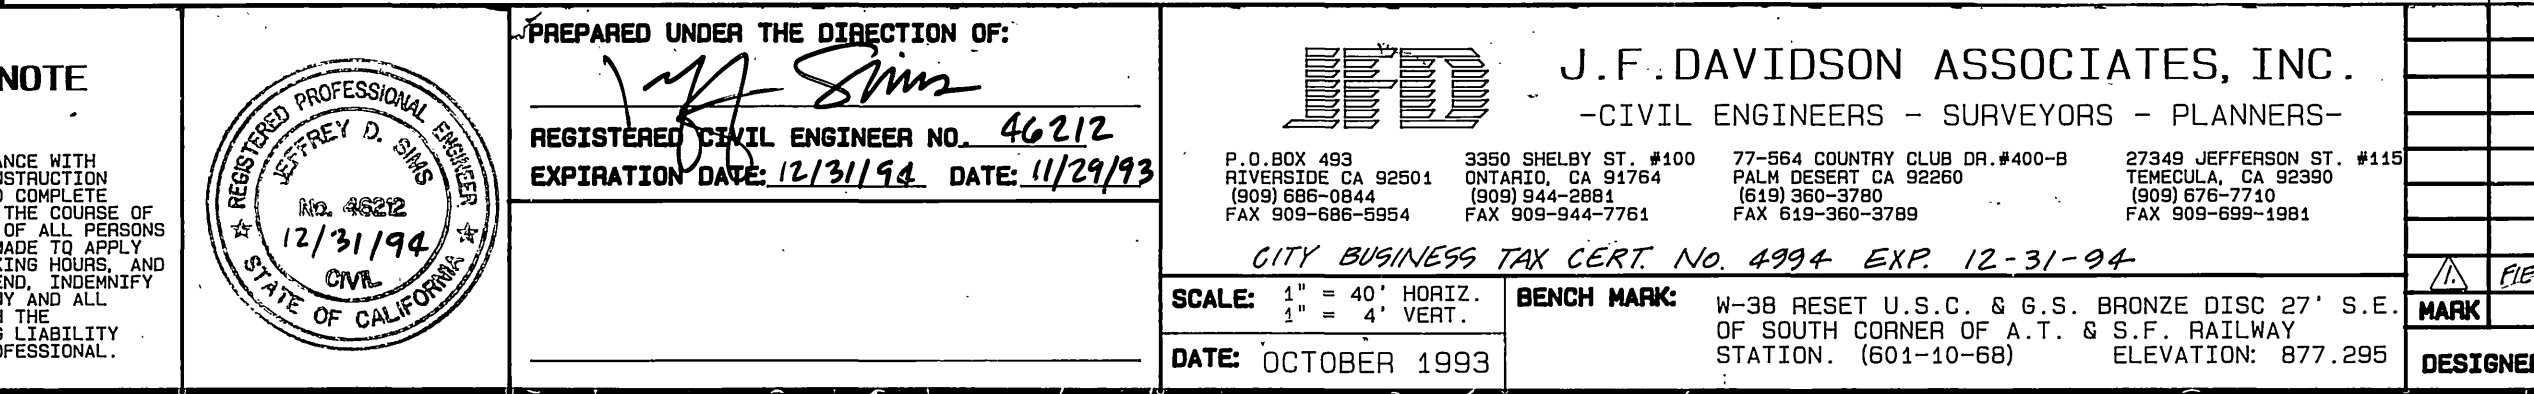 NOTE
ANCE WITH
NSTRUCTION
COMPLETE
THE COURSE OF
OF ALL PERSONS
MADE TO APPLY
KING HOURS, AND
END, INDEMNIFY
NY AND ALL
THE
LIABILITY
OFESSIONAL.
REGISTERED PROFESSIONAL ENGINEER
JEFFREY D. SIMS
No. 46212
12/31/94
CIVIL
STATE OF CALIFORNIA
PREPARED UNDER THE DIRECTION OF:
Sims
REGISTERED CIVIL ENGINEER NO. 46212
EXPIRATION DATE: 12/31/94 DATE: 11/29/93
JFD
J.F.DAVIDSON ASSOCIATES, INC.
-CIVIL ENGINEERS - SURVEYORS - PLANNERS-
P.O.BOX 493
RIVERSIDE CA 92501
(909)686-0844
FAX 909-686-5954
3350 SHELBY ST. #100
ONTARIO, CA 91764
(909)944-2881
FAX 909-944-7761
77-564 COUNTRY CLUB DR.#400-B
PALM DESERT CA 92260
(619)360-3780
FAX 619-360-3789
27349 JEFFERSON ST. #115
TEMECULA, CA 92390
(909)676-7710
FAX 909-699-1981
CITY BUSINESS TAX CERT. No. 4994 EXP. 12-31-94
SCALE: 1" = 40' HORIZ.
1" = 4' VERT.
DATE: OCTOBER 1993
BENCH MARK: W-38 RESET U.S.C. & G.S. BRONZE DISC 27' S.E.
OF SOUTH CORNER OF A.T. & S.F. RAILWAY
STATION. (601-10-68) ELEVATION: 877.295
1.
MARK
DESIGNE